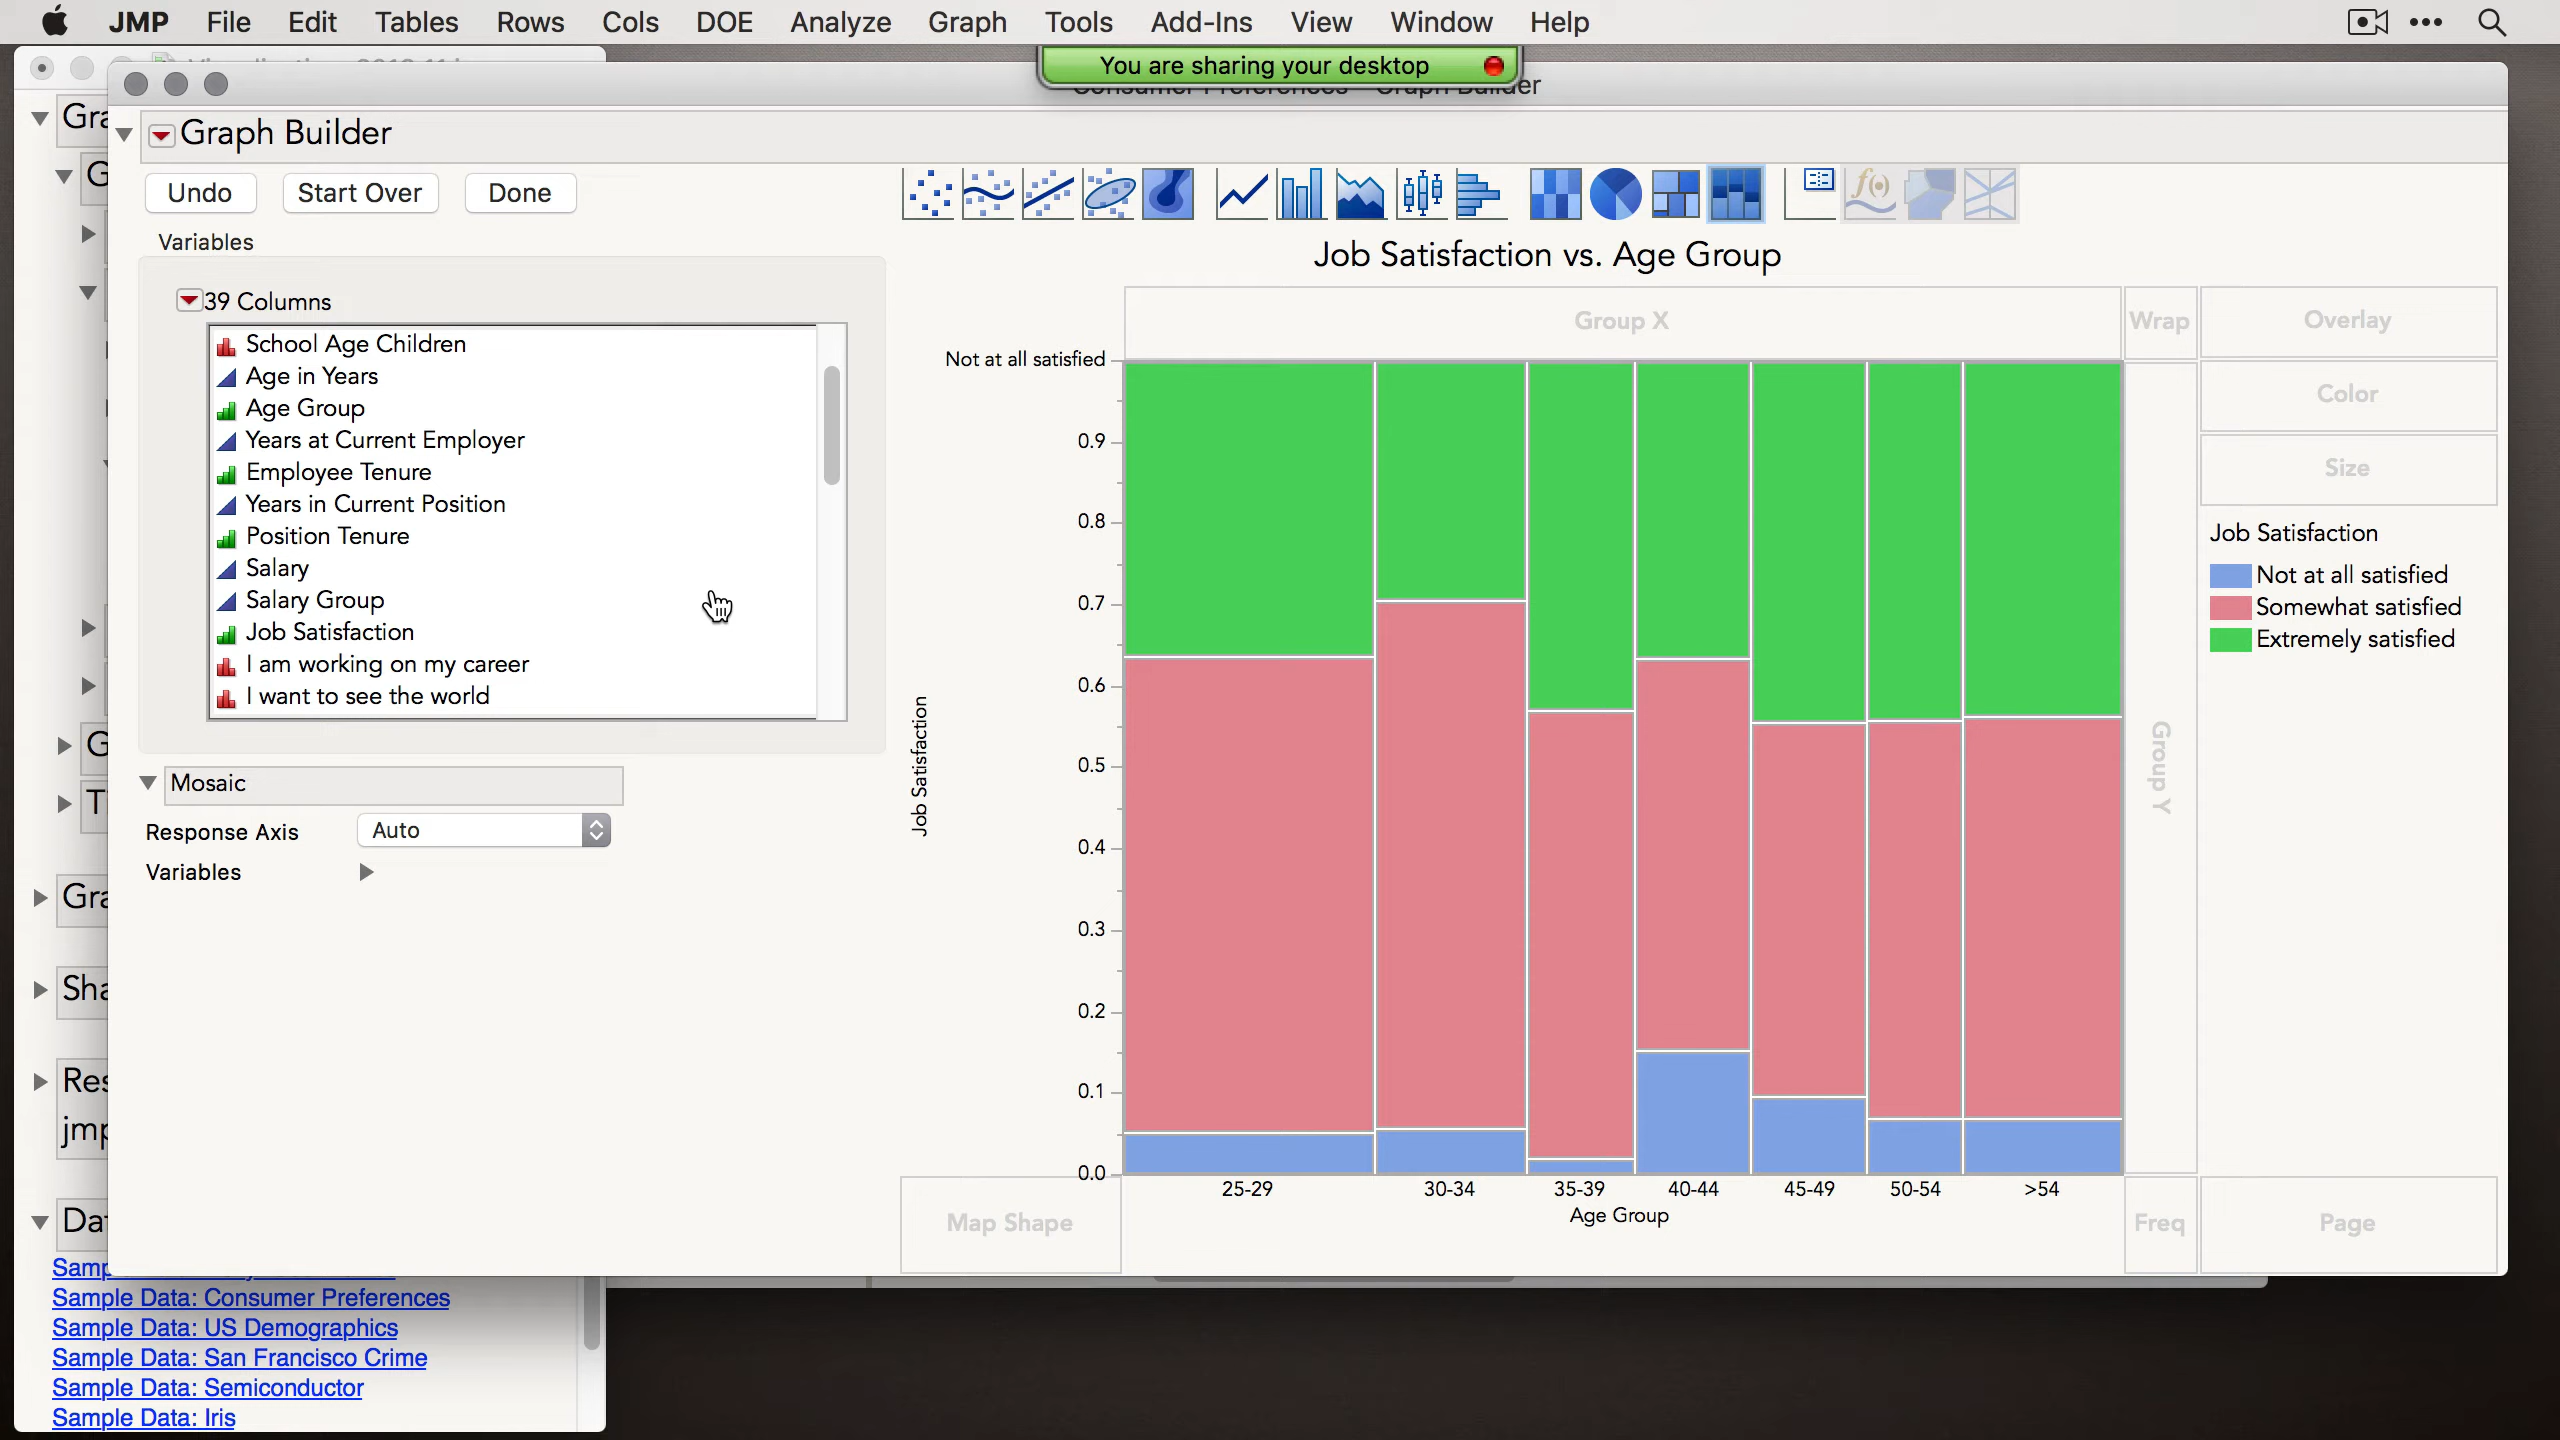 JMP File Edit Tables Rows Cols DOE Analyze Graph Tools Add-Ins View Window Help
You are sharing your desktop
Graph Builder
Undo Start Over Done
Variables
39 Columns
School Age Children
Age in Years
Age Group
Years at Current Employer
Employee Tenure
Years in Current Position
Position Tenure
Salary
Salary Group
Job Satisfaction
I am working on my career
I want to see the world
Mosaic
Response Axis Auto
Variables
Job Satisfaction vs. Age Group
Group X
Wrap
Overlay
Color
Size
Group Y
Job Satisfaction
Not at all satisfied
Somewhat satisfied
Extremely satisfied
Not at all satisfied
0.9
0.8
0.7
0.6
0.5
0.4
0.3
0.2
0.1
0.0
Job Satisfaction
25-29 30-34 35-39 40-44 45-49 50-54 >54
Age Group
Map Shape
Freq
Page
Gra
G
G
T
Gra
Sha
Res
jmp
Da
Samp
Sample Data: Consumer Preferences
Sample Data: US Demographics
Sample Data: San Francisco Crime
Sample Data: Semiconductor
Sample Data: Iris